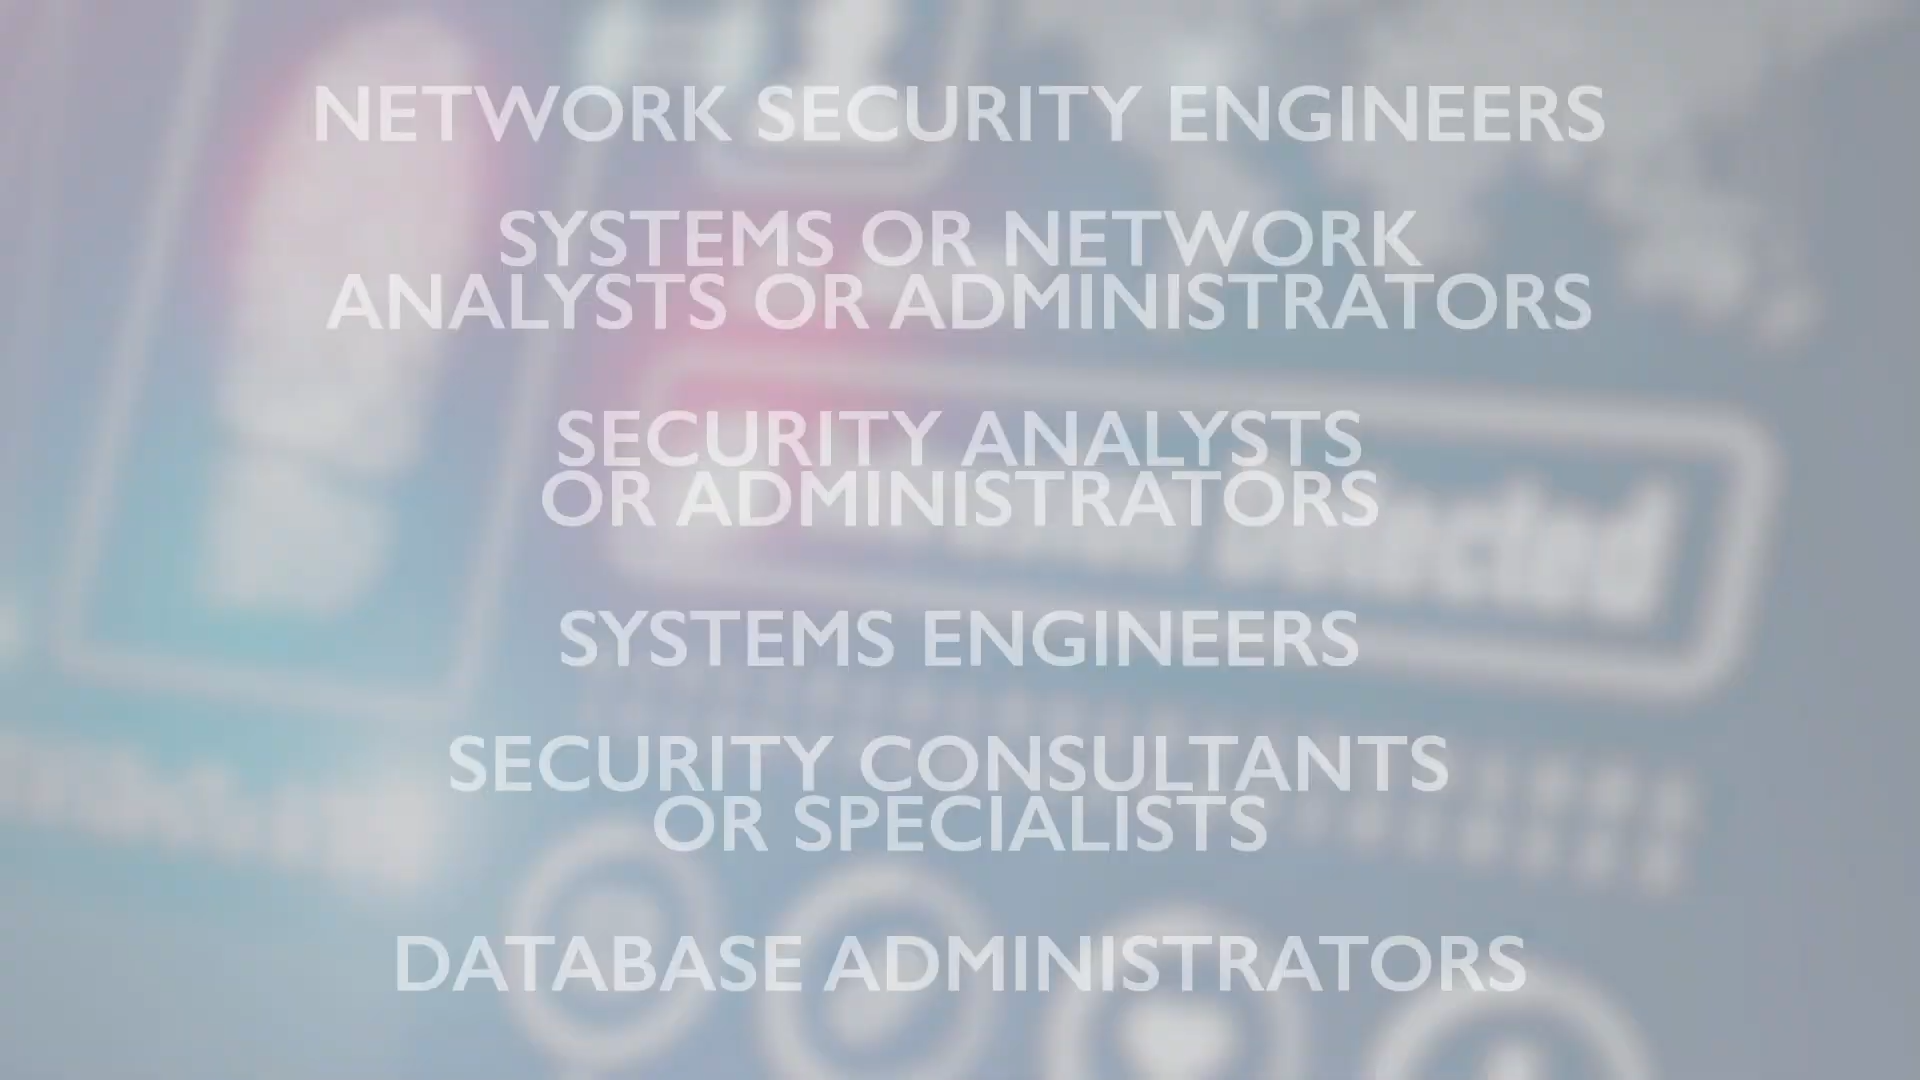 NETWORK SECURITY ENGINEERS
SYSTEMS OR NETWORK
ANALYSTS OR ADMINISTRATORS
SECURITY ANALYSTS
OR ADMINISTRATORS
Detected
SYSTEMS ENGINEERS
SECURITY CONSULTANTS
OR SPECIALISTS
DATABASE ADMINISTRATORS